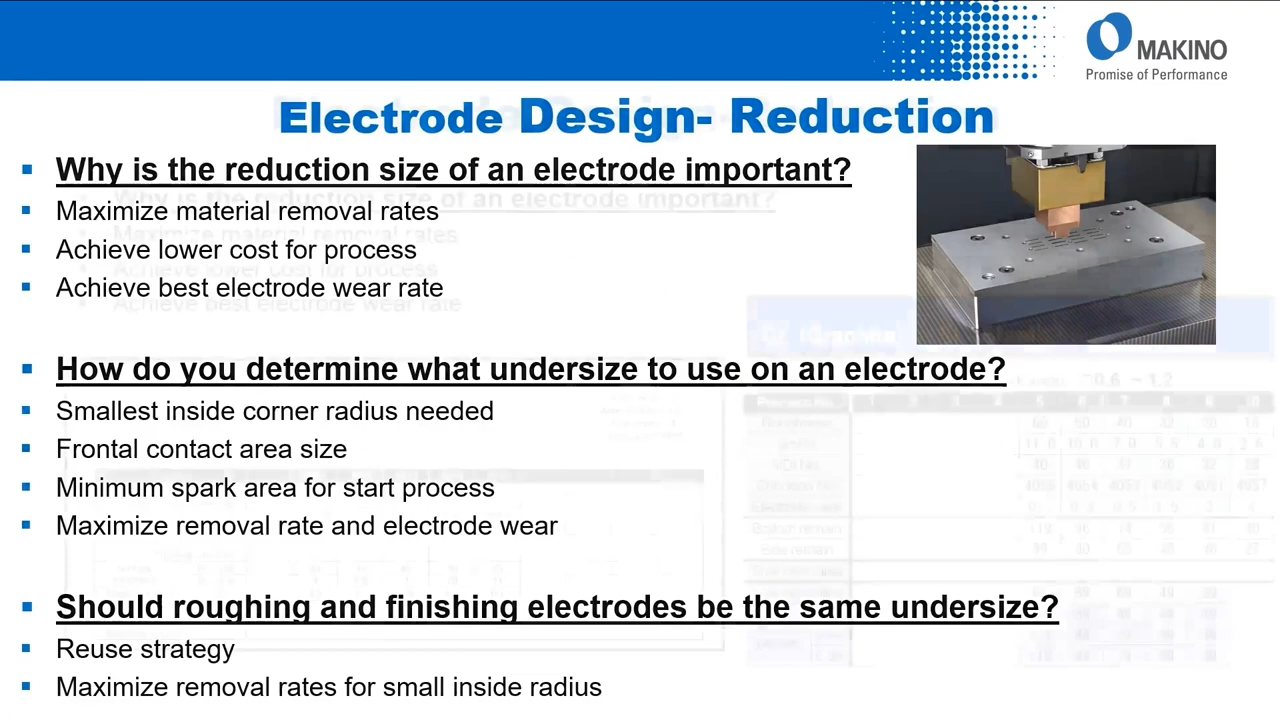 MAKINO
Promise of Performance
Electrode Design- Reduction
Why is the reduction size of an electrode important?
Maximize material removal rates
Achieve lower cost for process
Achieve best electrode wear rate
How do you determine what undersize to use on an electrode?
Smallest inside corner radius needed
Frontal contact area size
Minimum spark area for start process
Maximize removal rate and electrode wear
Should roughing and finishing electrodes be the same undersize?
Reuse strategy
Maximize removal rates for small inside radius